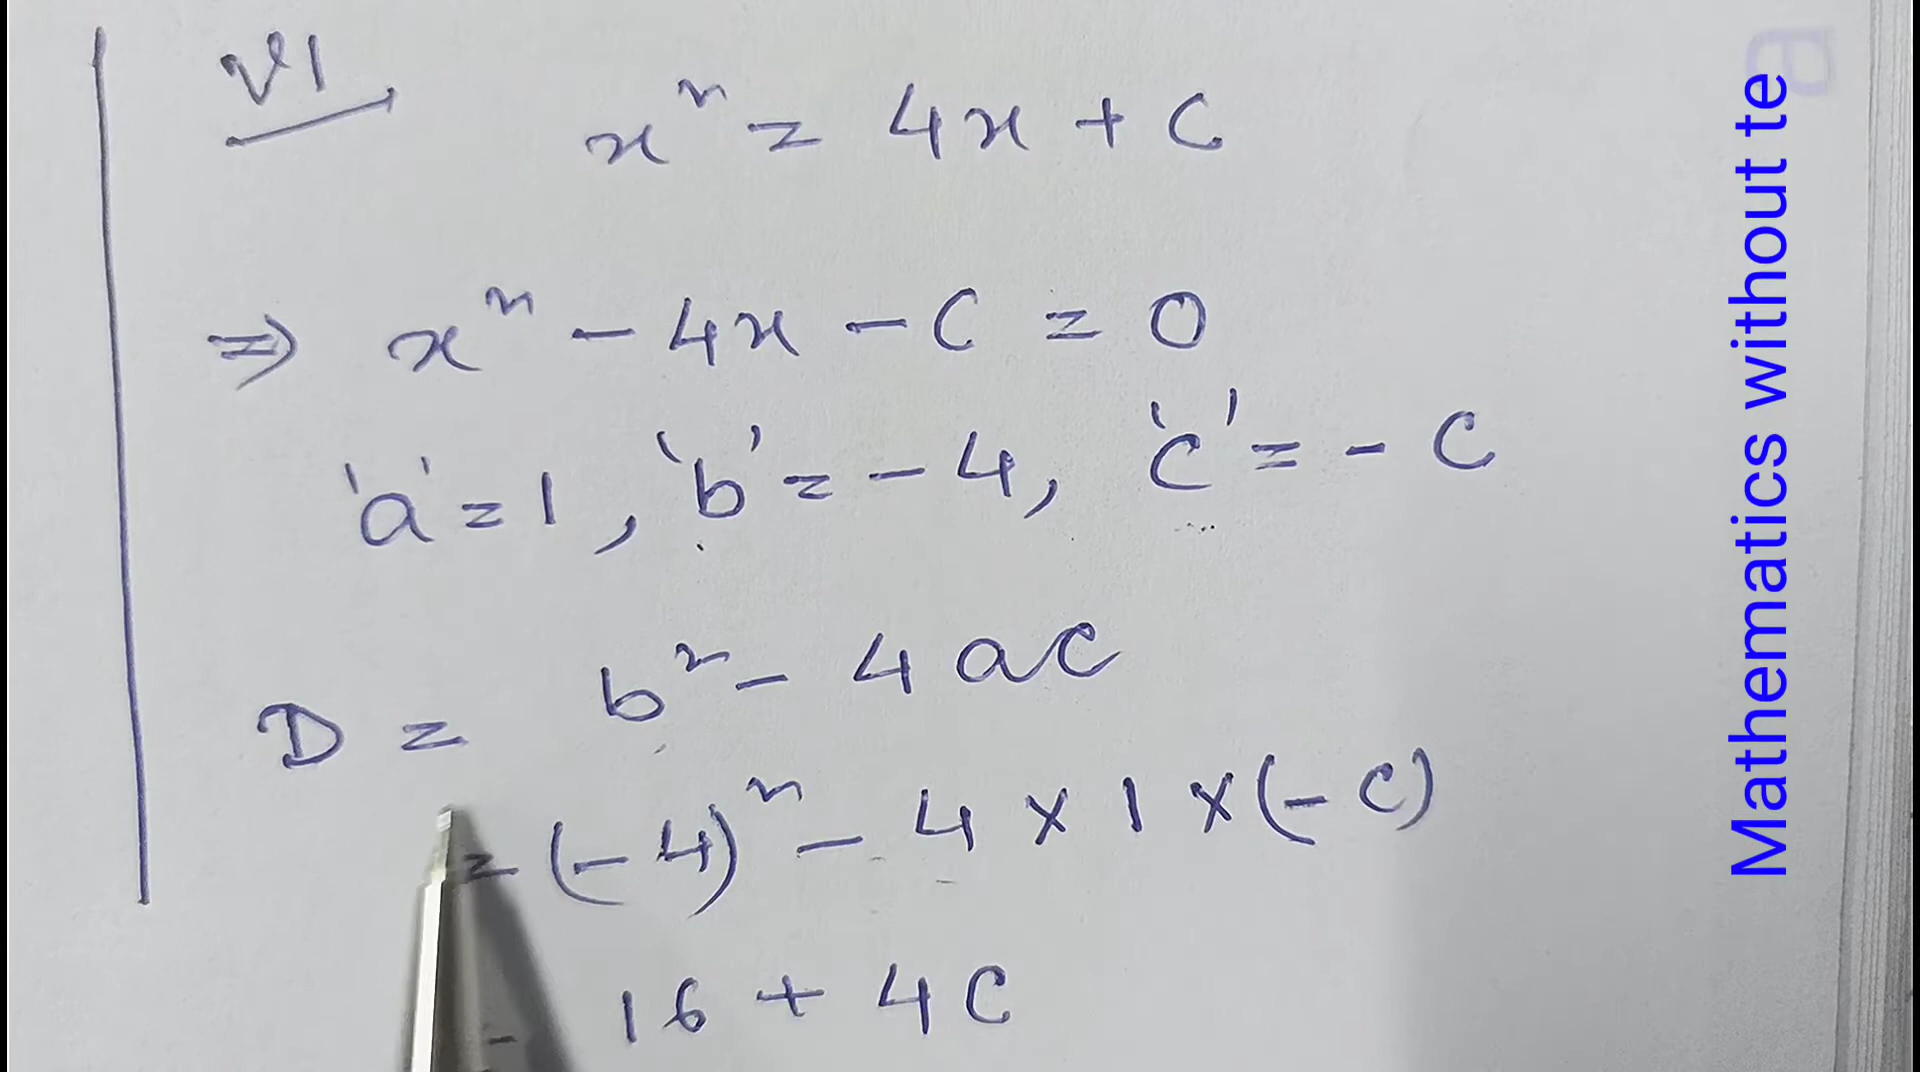 VI
x² = 4x + c
⇒ x² - 4x - c = 0
'a' = 1, 'b' = -4, 'c' = - c
D = b² - 4ac
= (-4)² - 4 × 1 × (-c)
= 16 + 4c
Mathematics without te
a